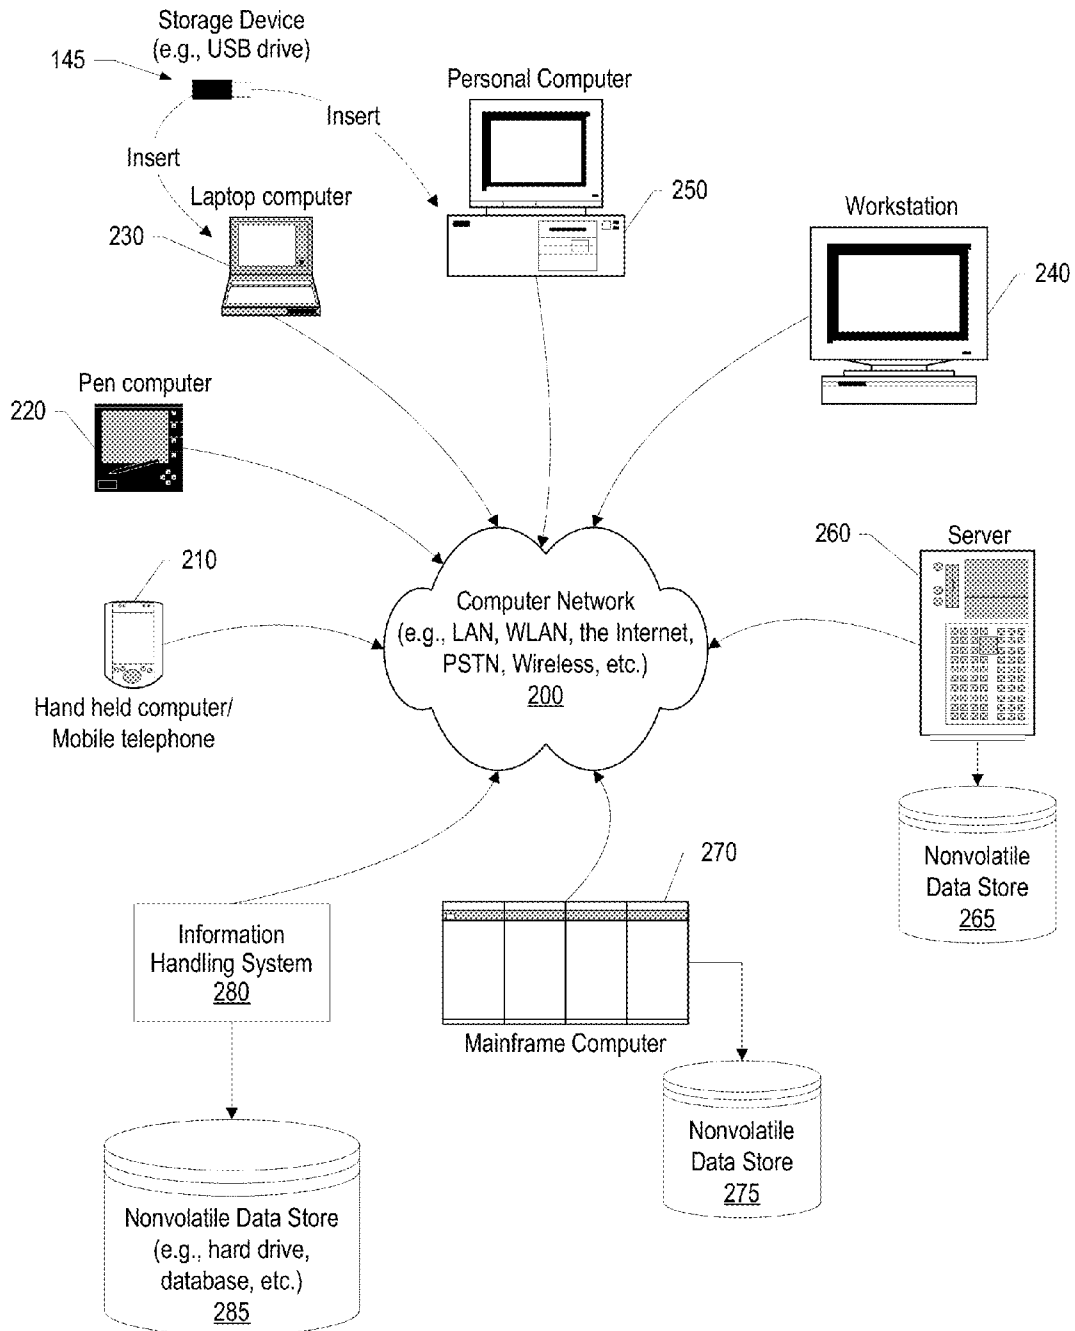 Storage Device
(e.g., USB drive)
145
Insert
Insert
Personal Computer
250
Laptop computer
230
Workstation
240
Pen computer
220
210
Hand held computer/
Mobile telephone
Computer Network
(e.g., LAN, WLAN, the Internet,
PSTN, Wireless, etc.)
200
260
Server
Nonvolatile
Data Store
265
270
Mainframe Computer
Nonvolatile
Data Store
275
Information
Handling System
280
Nonvolatile Data Store
(e.g., hard drive,
database, etc.)
285